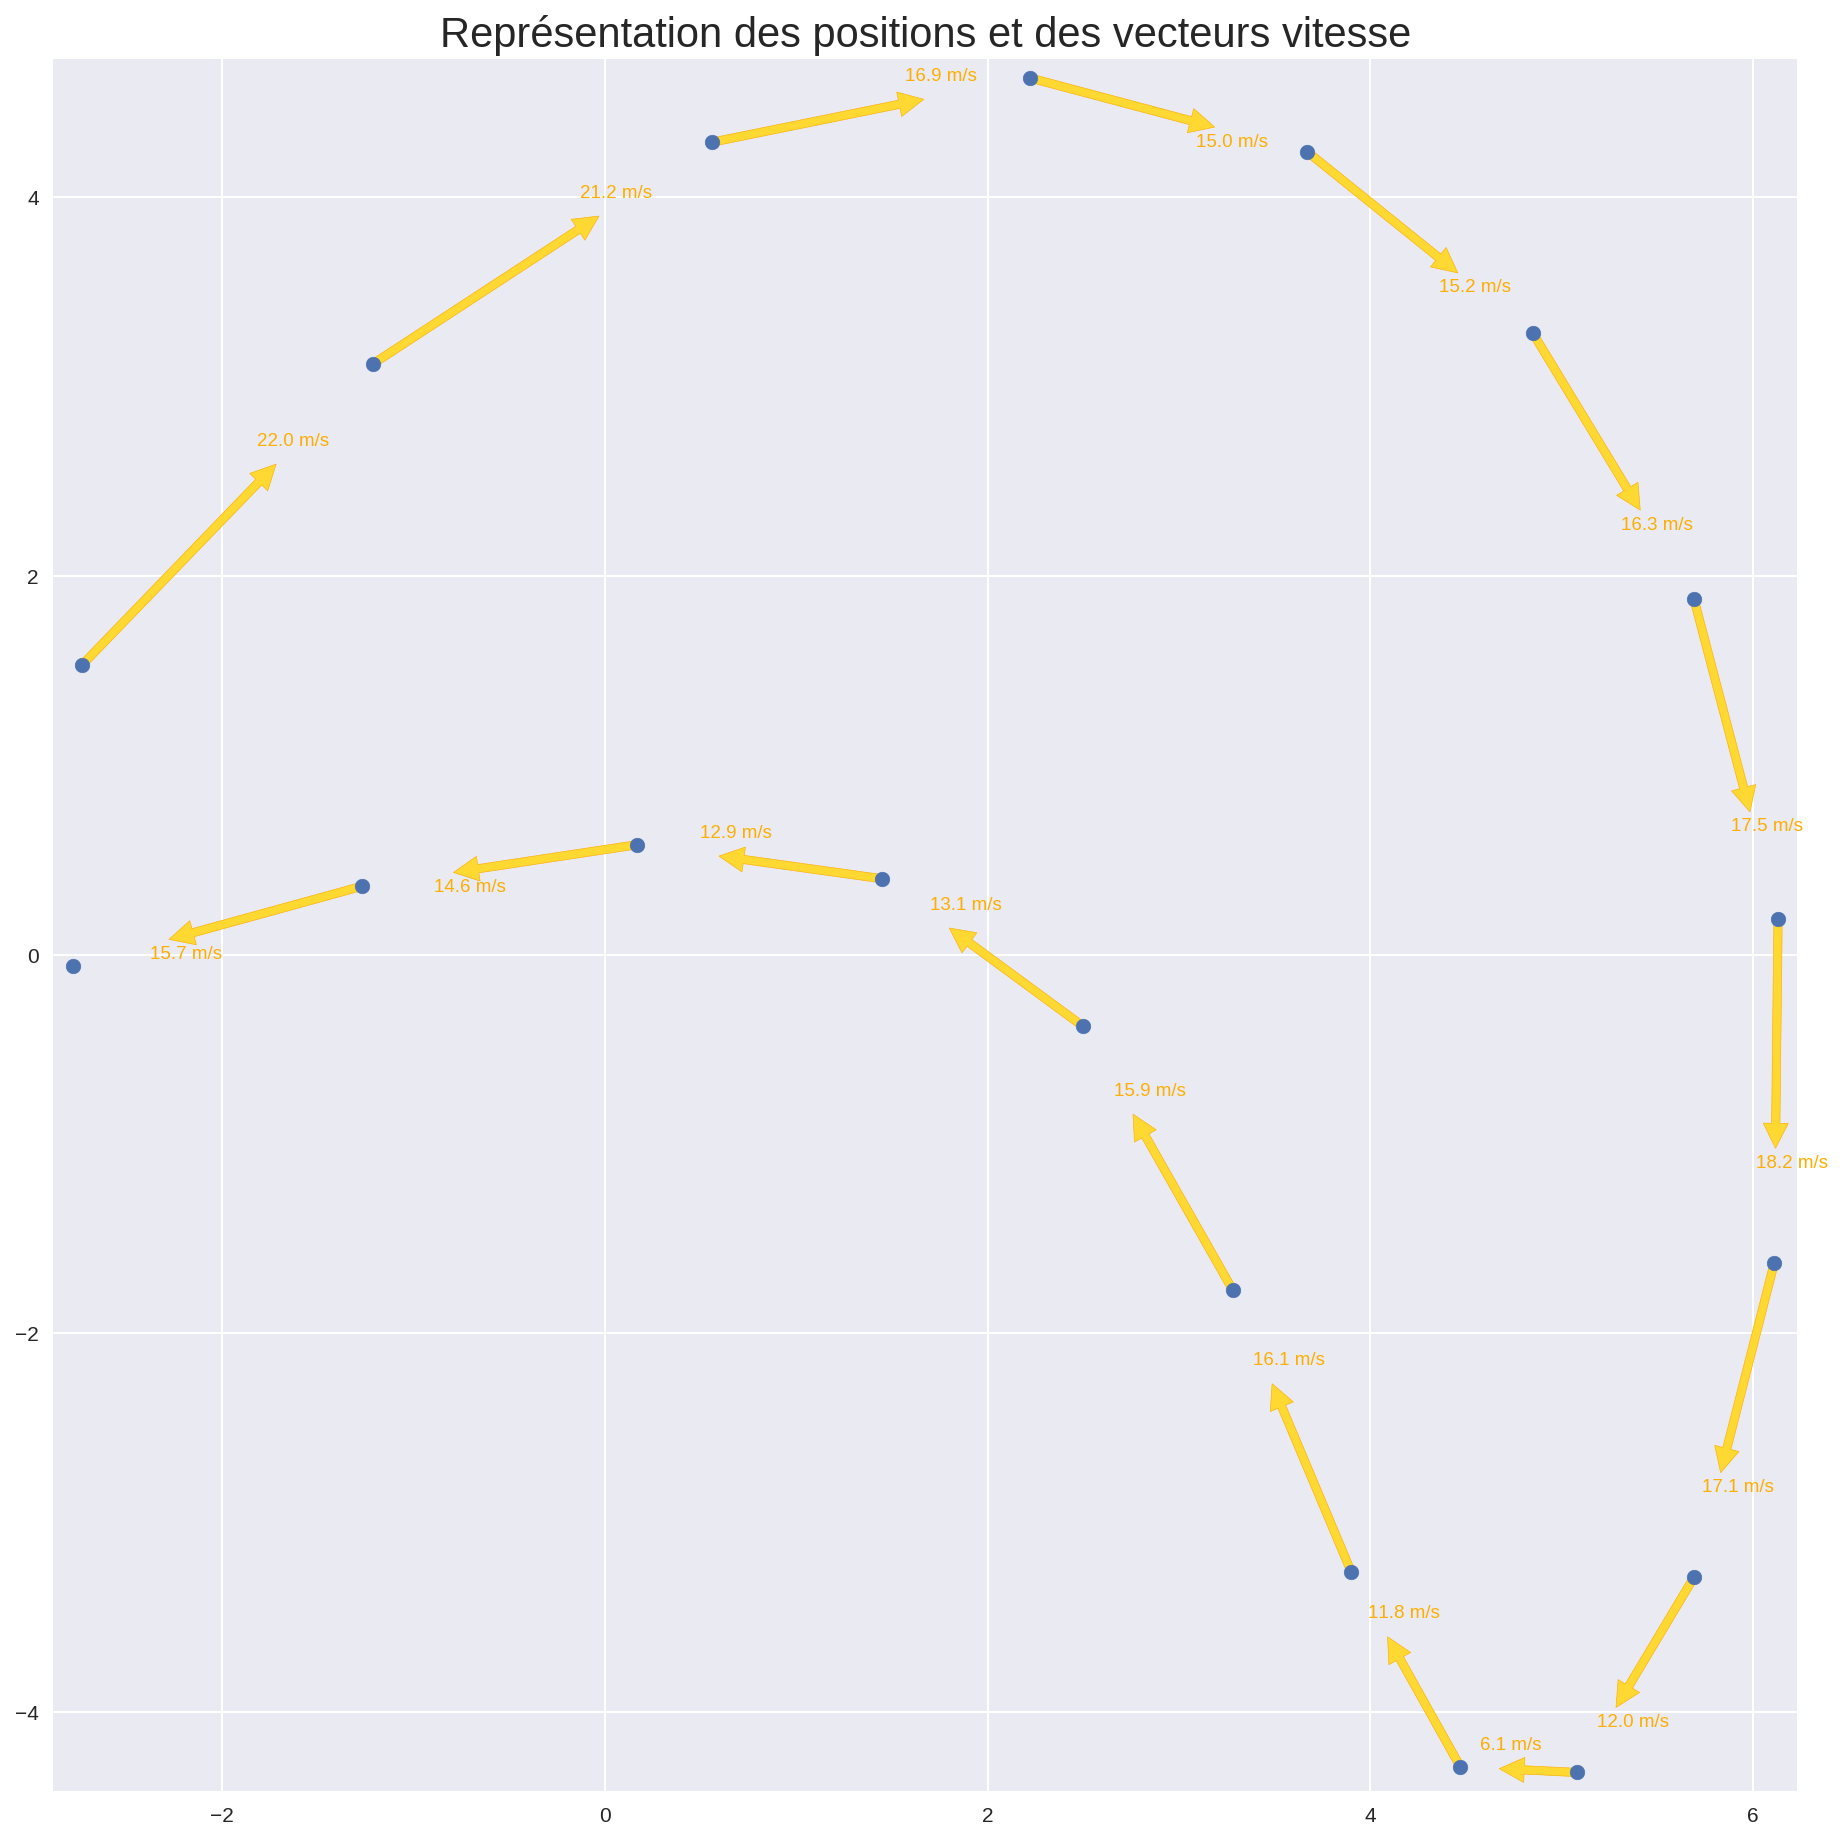 Représentation des positions et des vecteurs vitesse
16.9 m/s
15.0 m/s
4
21.2 m/s
15.2 m/s
22.0 m/s
16.3 m/s
2
17.5 m/s
12.9 m/s
14.6 m/s
13.1 m/s
0
15.7 m/s
15.9 m/s
18.2 m/s
−2
16.1 m/s
17.1 m/s
11.8 m/s
−4
12.0 m/s
6.1 m/s
−2 0 2 4 6